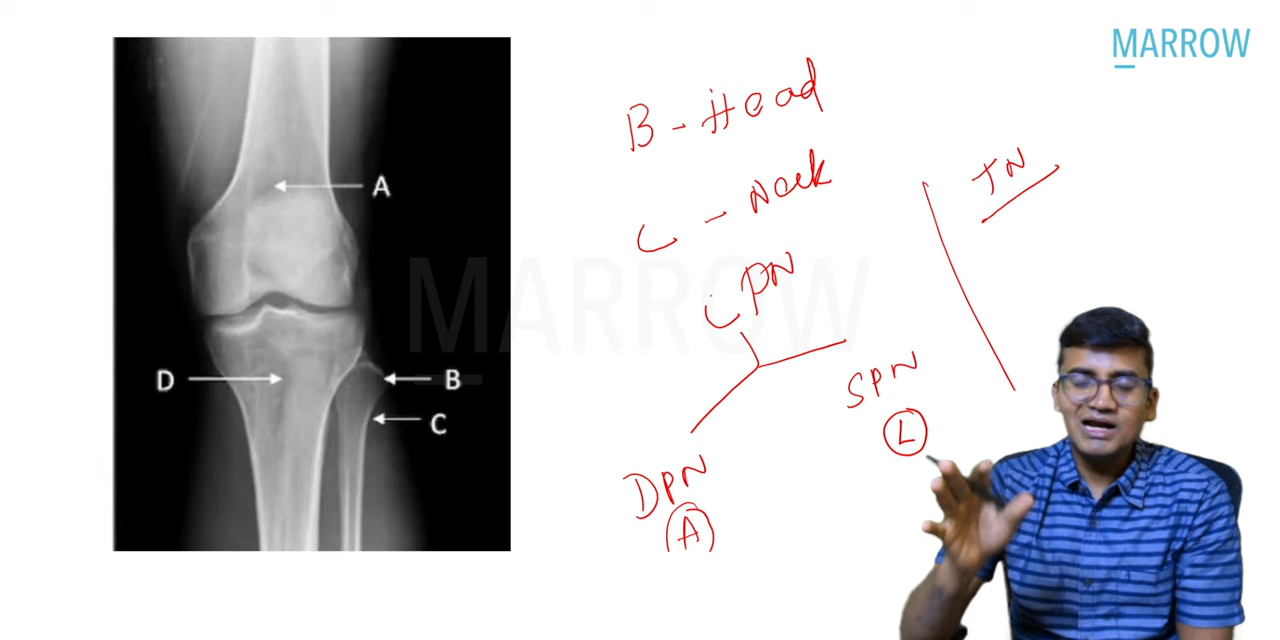 MARROW
A
D
B
C
MARROW
B - Head
C - Neck
CPN
DPN
A
SPN
L
TN